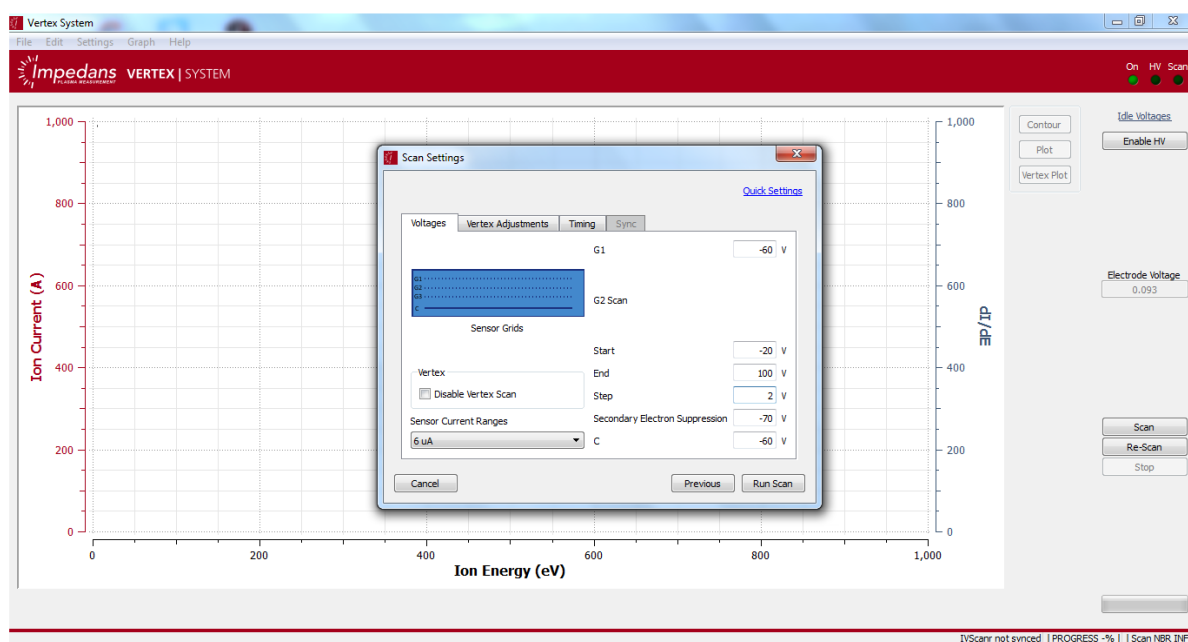 Vertex System
File Edit Settings Graph Help
Impedans VERTEX | SYSTEM
PLASMA MEASUREMENT
On HV Scan
1,000
800
600
400
200
0
Ion Current (A)
0 200 400 600 800 1,000
Ion Energy (eV)
1,000
800
600
400
200
0
dI/dE
Scan Settings
Quick Settings
Voltages Vertex Adjustments Timing Sync
G1 -60 V
G1
G2
G3
C
Sensor Grids
G2 Scan
Start -20 V
Vertex
End 100 V
Disable Vertex Scan
Step 2 V
Sensor Current Ranges
Secondary Electron Suppression -70 V
6 uA
C -60 V
Cancel Previous Run Scan
Contour
Plot
Vertex Plot
Idle Voltages
Enable HV
Electrode Voltage
0.093
Scan
Re-Scan
Stop
IVScanr not synced | PROGRESS -% | | Scan NBR INF